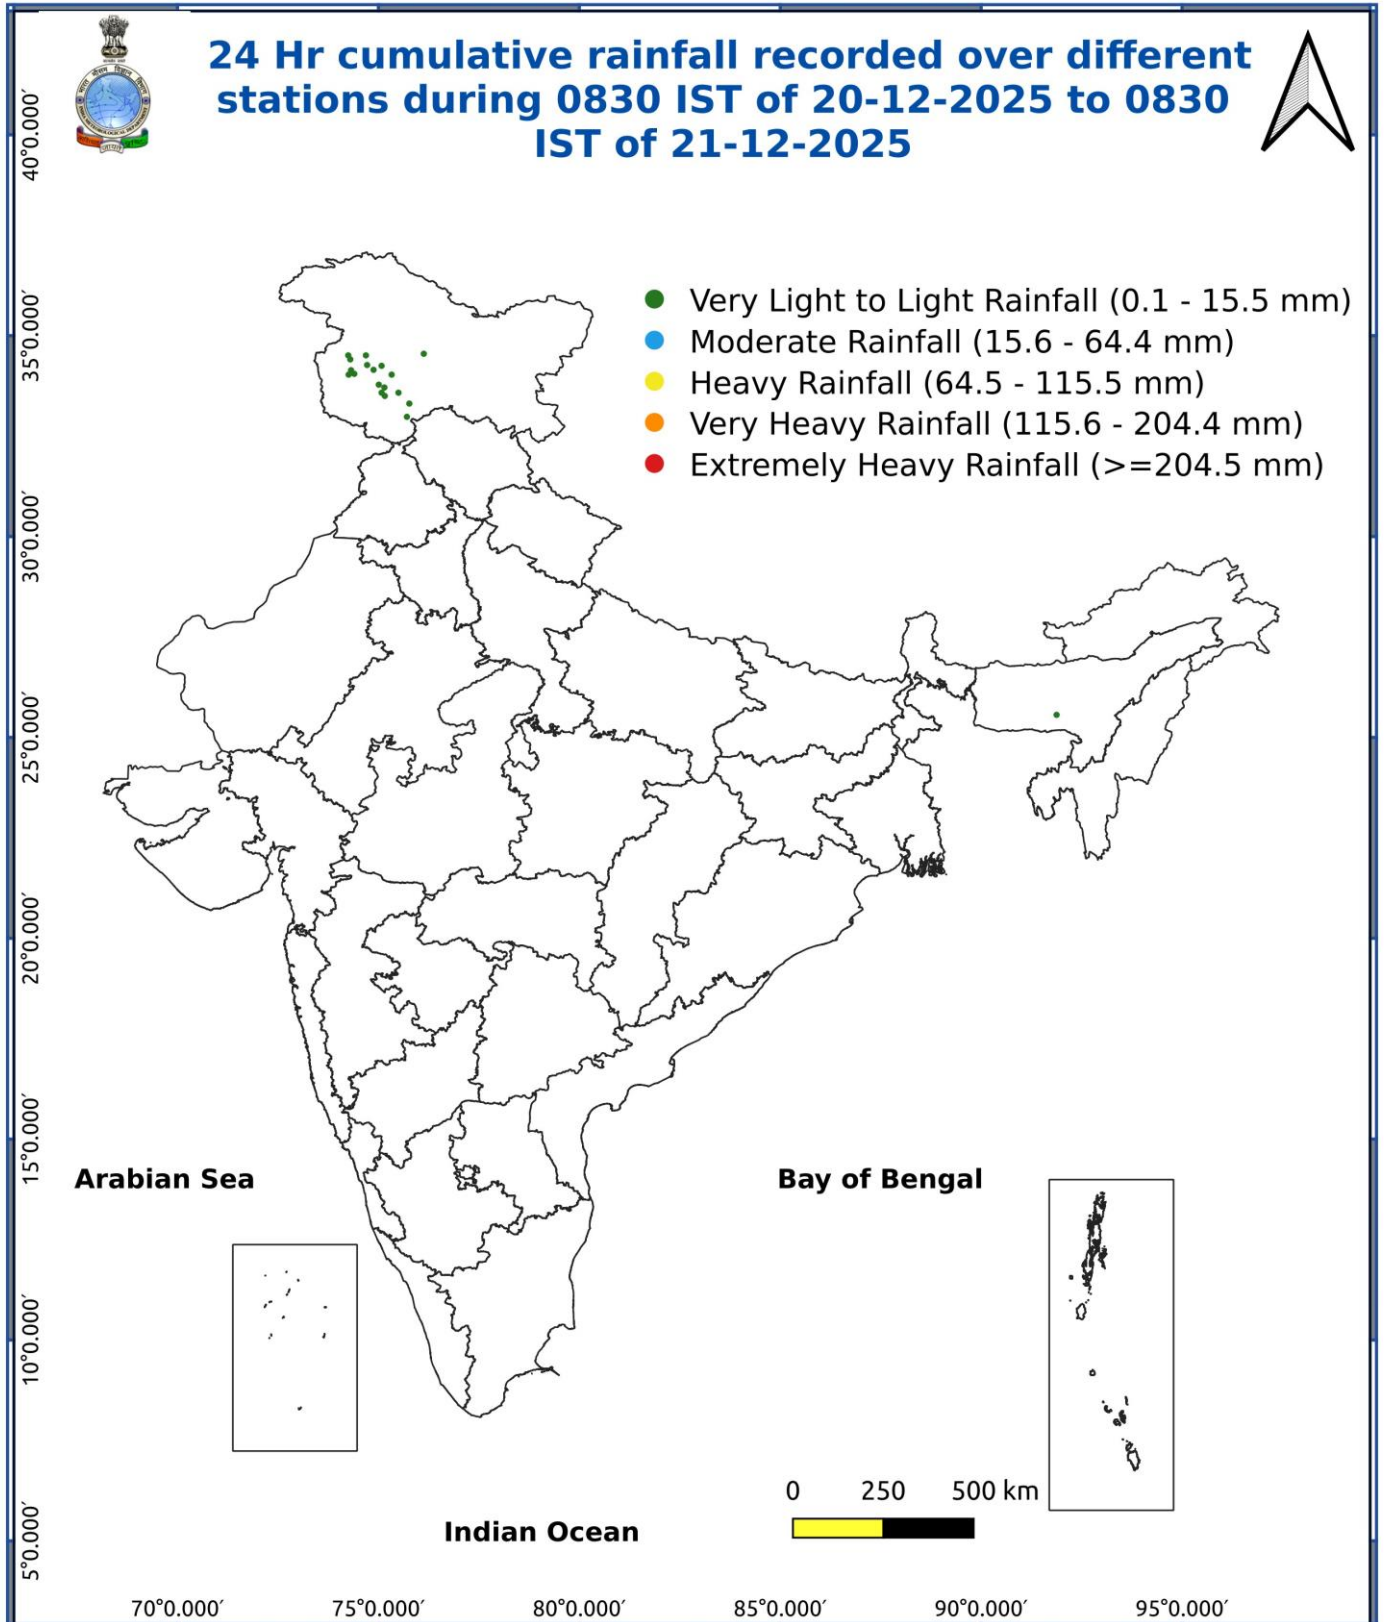 24 Hr cumulative rainfall recorded over different
stations during 0830 IST of 20-12-2025 to 0830
IST of 21-12-2025
Very Light to Light Rainfall (0.1 - 15.5 mm)
Moderate Rainfall (15.6 - 64.4 mm)
Heavy Rainfall (64.5 - 115.5 mm)
Very Heavy Rainfall (115.6 - 204.4 mm)
Extremely Heavy Rainfall (>=204.5 mm)
40°0.000′
35°0.000′
30°0.000′
25°0.000′
20°0.000′
15°0.000′
10°0.000′
5°0.000′
Arabian Sea
Bay of Bengal
Indian Ocean
0 250 500 km
70°0.000′ 75°0.000′ 80°0.000′ 85°0.000′ 90°0.000′ 95°0.000′